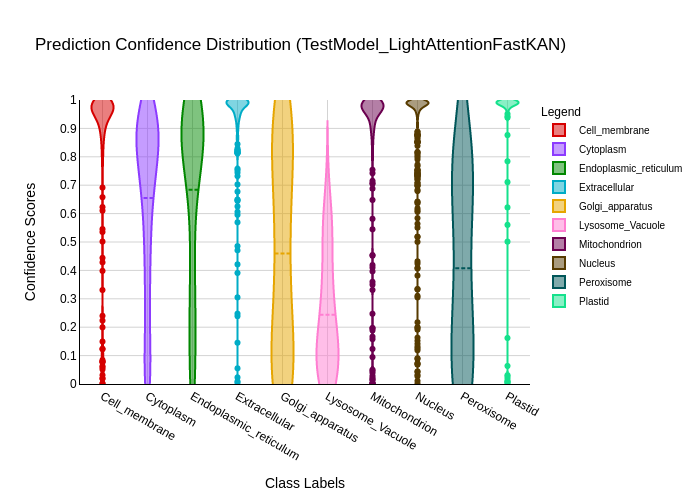 Prediction Confidence Distribution (TestModel_LightAttentionFastKAN)
Confidence Scores
1
0.9
0.8
0.7
0.6
0.5
0.4
0.3
0.2
0.1
0
Cell_membrane
Cytoplasm
Endoplasmic_reticulum
Extracellular
Golgi_apparatus
Lysosome_Vacuole
Mitochondrion
Nucleus
Peroxisome
Plastid
Class Labels
Legend
Cell_membrane
Cytoplasm
Endoplasmic_reticulum
Extracellular
Golgi_apparatus
Lysosome_Vacuole
Mitochondrion
Nucleus
Peroxisome
Plastid